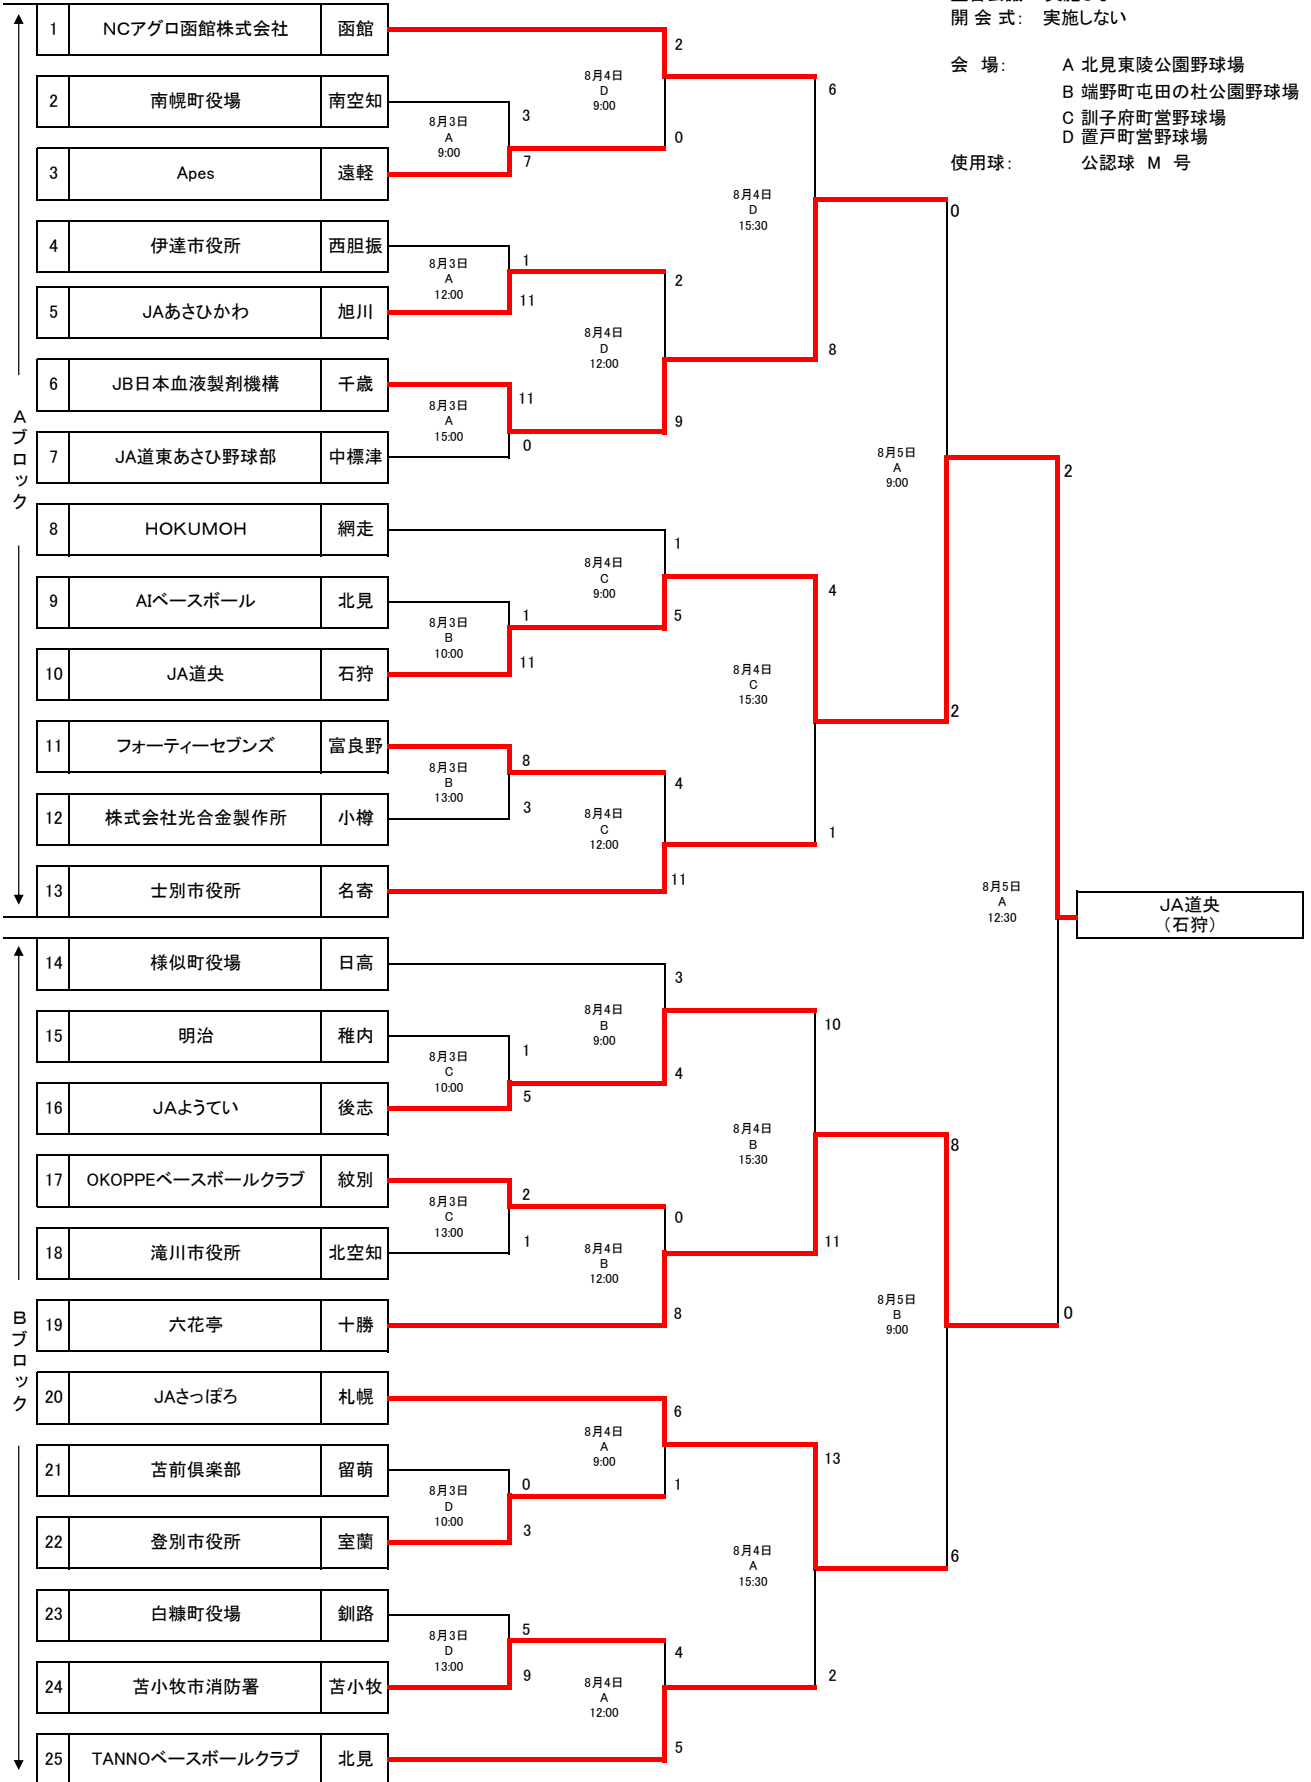 開 会 式： 実施しない
会 場： A 北見東陵公園野球場
B 端野町屯田の杜公園野球場
C 訓子府町営野球場
D 置戸町営野球場
使用球： 公認球 M 号
Aブロック
1 NCアグロ函館株式会社 函館
2 南幌町役場 南空知
3 Apes 遠軽
4 伊達市役所 西胆振
5 JAあさひかわ 旭川
6 JB日本血液製剤機構 千歳
7 JA道東あさひ野球部 中標津
8 HOKUMOH 網走
9 AIベースボール 北見
10 JA道央 石狩
11 フォーティーセブンズ 富良野
12 株式会社光合金製作所 小樽
13 士別市役所 名寄
Bブロック
14 様似町役場 日高
15 明治 稚内
16 JAようてい 後志
17 OKOPPEベースボールクラブ 紋別
18 滝川市役所 北空知
19 六花亭 十勝
20 JAさっぽろ 札幌
21 苫前倶楽部 留萌
22 登別市役所 室蘭
23 白糠町役場 釧路
24 苫小牧市消防署 苫小牧
25 TANNOベースボールクラブ 北見
8月3日
A
9:00
3
7
8月3日
A
12:00
1
11
8月3日
A
15:00
11
0
8月3日
B
10:00
1
11
8月3日
B
13:00
8
3
8月3日
C
10:00
1
5
8月3日
C
13:00
2
1
8月3日
D
10:00
0
3
8月3日
D
13:00
5
9
8月4日
D
9:00
2
0
8月4日
D
12:00
2
9
8月4日
C
9:00
1
5
8月4日
C
12:00
4
11
8月4日
B
9:00
3
4
8月4日
B
12:00
0
8
8月4日
A
9:00
6
1
8月4日
A
12:00
4
5
8月4日
D
15:30
6
8
8月4日
C
15:30
4
1
8月4日
B
15:30
10
11
8月4日
A
15:30
13
2
8月5日
A
9:00
0
2
8月5日
B
9:00
8
6
8月5日
A
12:30
2
0
JA道央
（石狩）